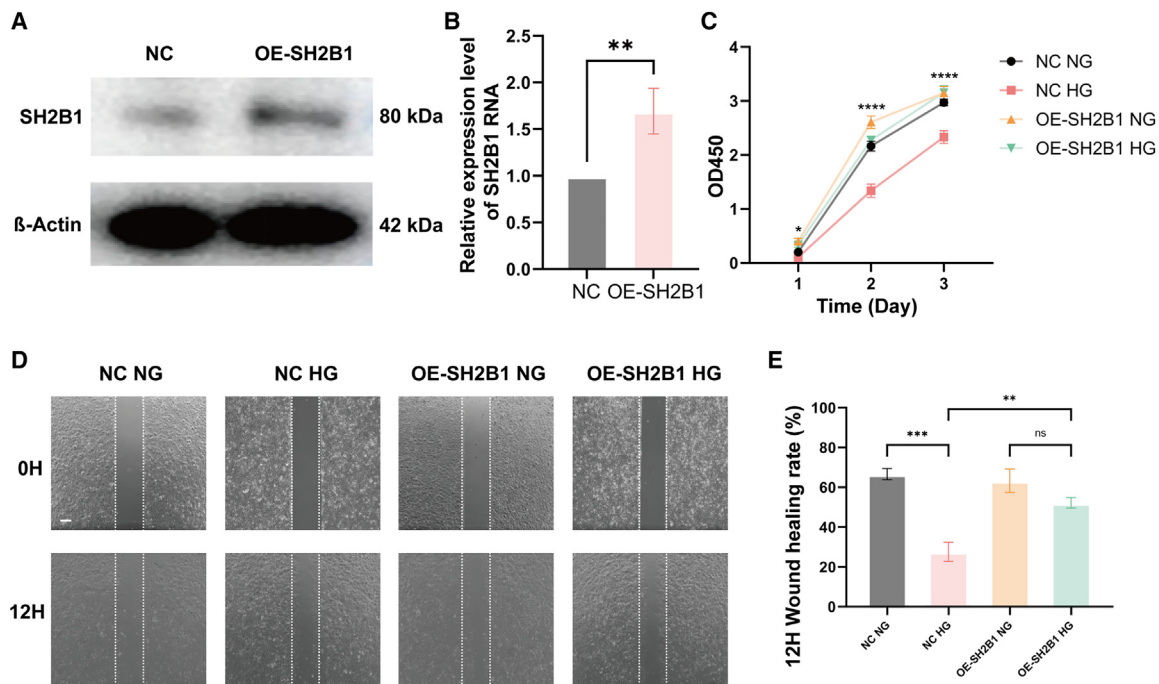 A
NC
OE-SH2B1
SH2B1
80 kDa
ß-Actin
42 kDa
B
Relative expression level
of SH2B1 RNA
2.5
2.0
1.5
1.0
0.5
0.0
**
NC
OE-SH2B1
C
OD450
4
3
2
1
0
*
****
****
1
2
3
Time (Day)
NC NG
NC HG
OE-SH2B1 NG
OE-SH2B1 HG
D
NC NG
NC HG
OE-SH2B1 NG
OE-SH2B1 HG
0H
12H
E
12H Wound healing rate (%)
100
80
60
40
20
0
***
**
ns
NC NG
NC HG
OE-SH2B1 NG
OE-SH2B1 HG